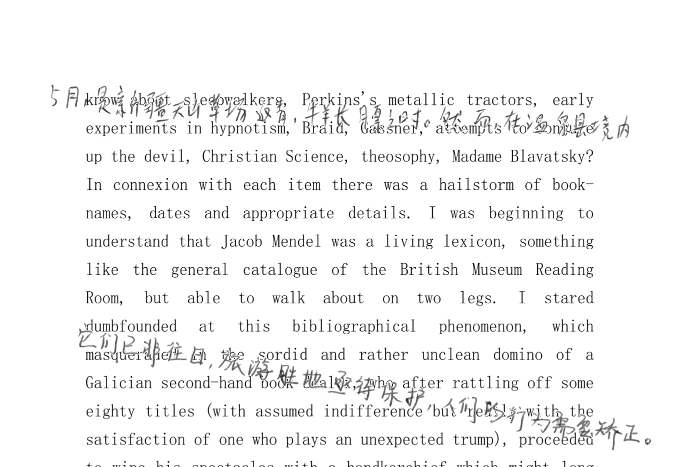 5月,是新疆天山草场返青,牛羊长膘之时。然而,在温泉县境内
know about sleepwalkers, Perkins's metallic tractors, early
experiments in hypnotism, Braid, Gassner, attempts to conjure
up the devil, Christian Science, theosophy, Madame Blavatsky?
In connexion with each item there was a hailstorm of book-
names, dates and appropriate details. I was beginning to
understand that Jacob Mendel was a living lexicon, something
like the general catalogue of the British Museum Reading
Room, but able to walk about on two legs. I stared
dumbfounded at this bibliographical phenomenon, which
它们已非往日,旅游胜地亟待保护,人们的行为需要矫正。
masqueraded in the sordid and rather unclean domino of a
Galician second-hand book dealer, who after rattling off some
eighty titles (with assumed indifference but really with the
satisfaction of one who plays an unexpected trump), proceeded
to wipe his spectacles with a handkerchief which might long